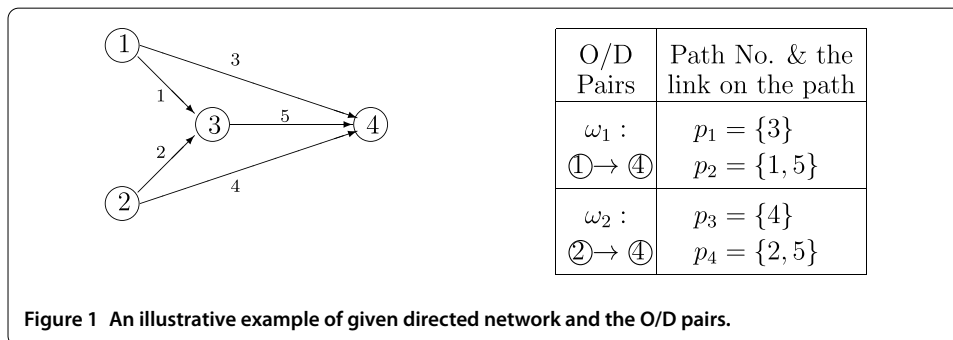 1
3
1
3
5
4
2
2
4
O/D Pairs
Path No. & the link on the path
ω₁ :
①→ ④
p₁ = {3}
p₂ = {1, 5}
ω₂ :
②→ ④
p₃ = {4}
p₄ = {2, 5}
Figure 1 An illustrative example of given directed network and the O/D pairs.